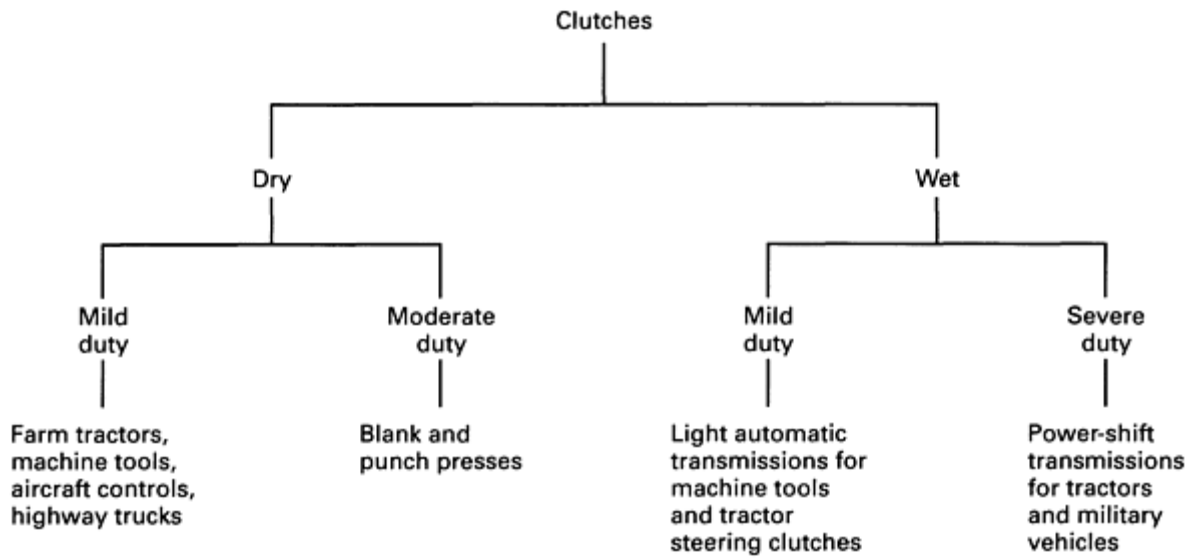 Clutches
Dry
Wet
Mild
duty
Moderate
duty
Mild
duty
Severe
duty
Farm tractors,
machine tools,
aircraft controls,
highway trucks
Blank and
punch presses
Light automatic
transmissions for
machine tools
and tractor
steering clutches
Power-shift
transmissions
for tractors
and military
vehicles